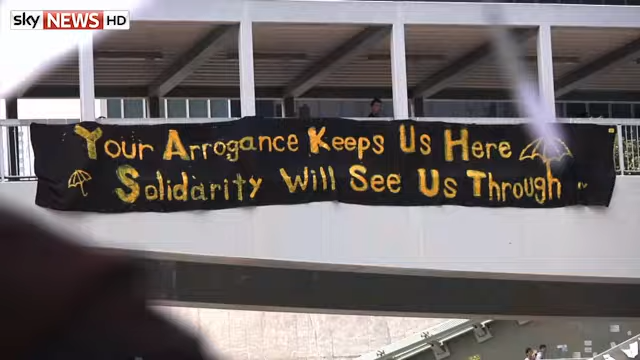 sky NEWS HD
Your Arrogance Keeps Us Here
Solidarity Will See Us Through ~